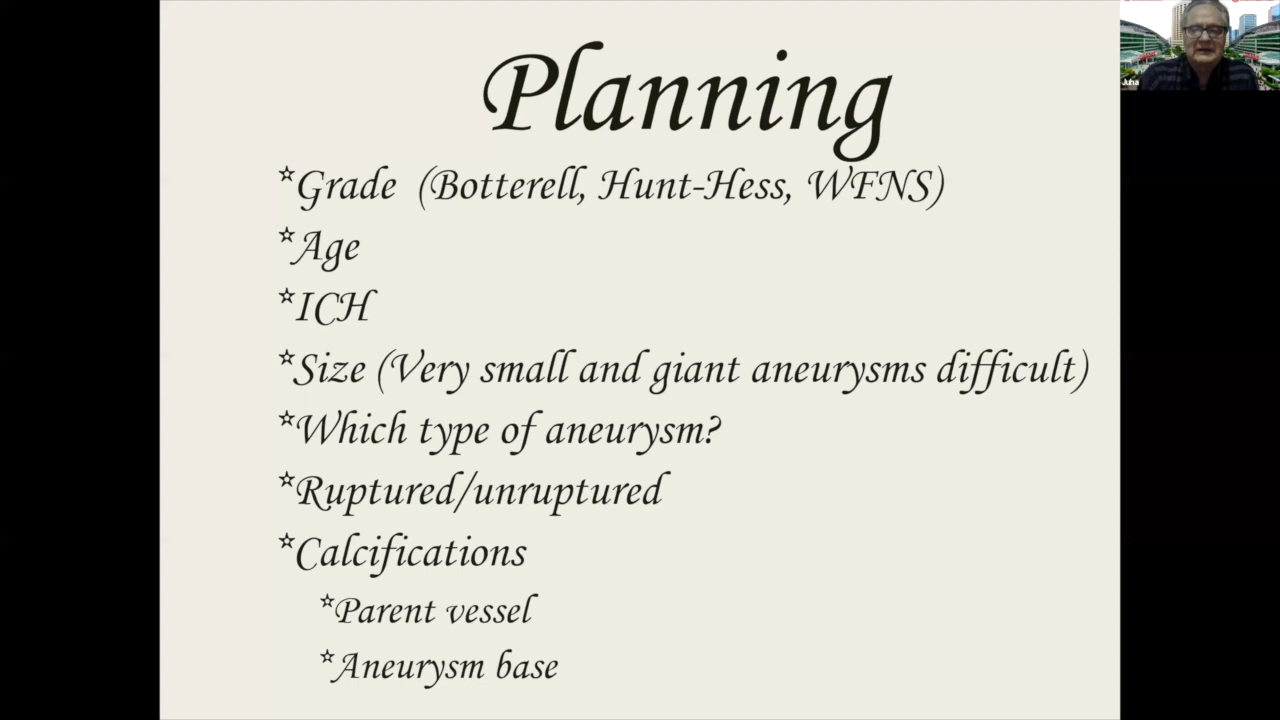 Planning
*Grade (Botterell, Hunt-Hess, WFNS)
*Age
*ICH
*Size (Very small and giant aneurysms difficult)
*Which type of aneurysm?
*Ruptured/unruptured
*Calcifications
*Parent vessel
*Aneurysm base
Juha